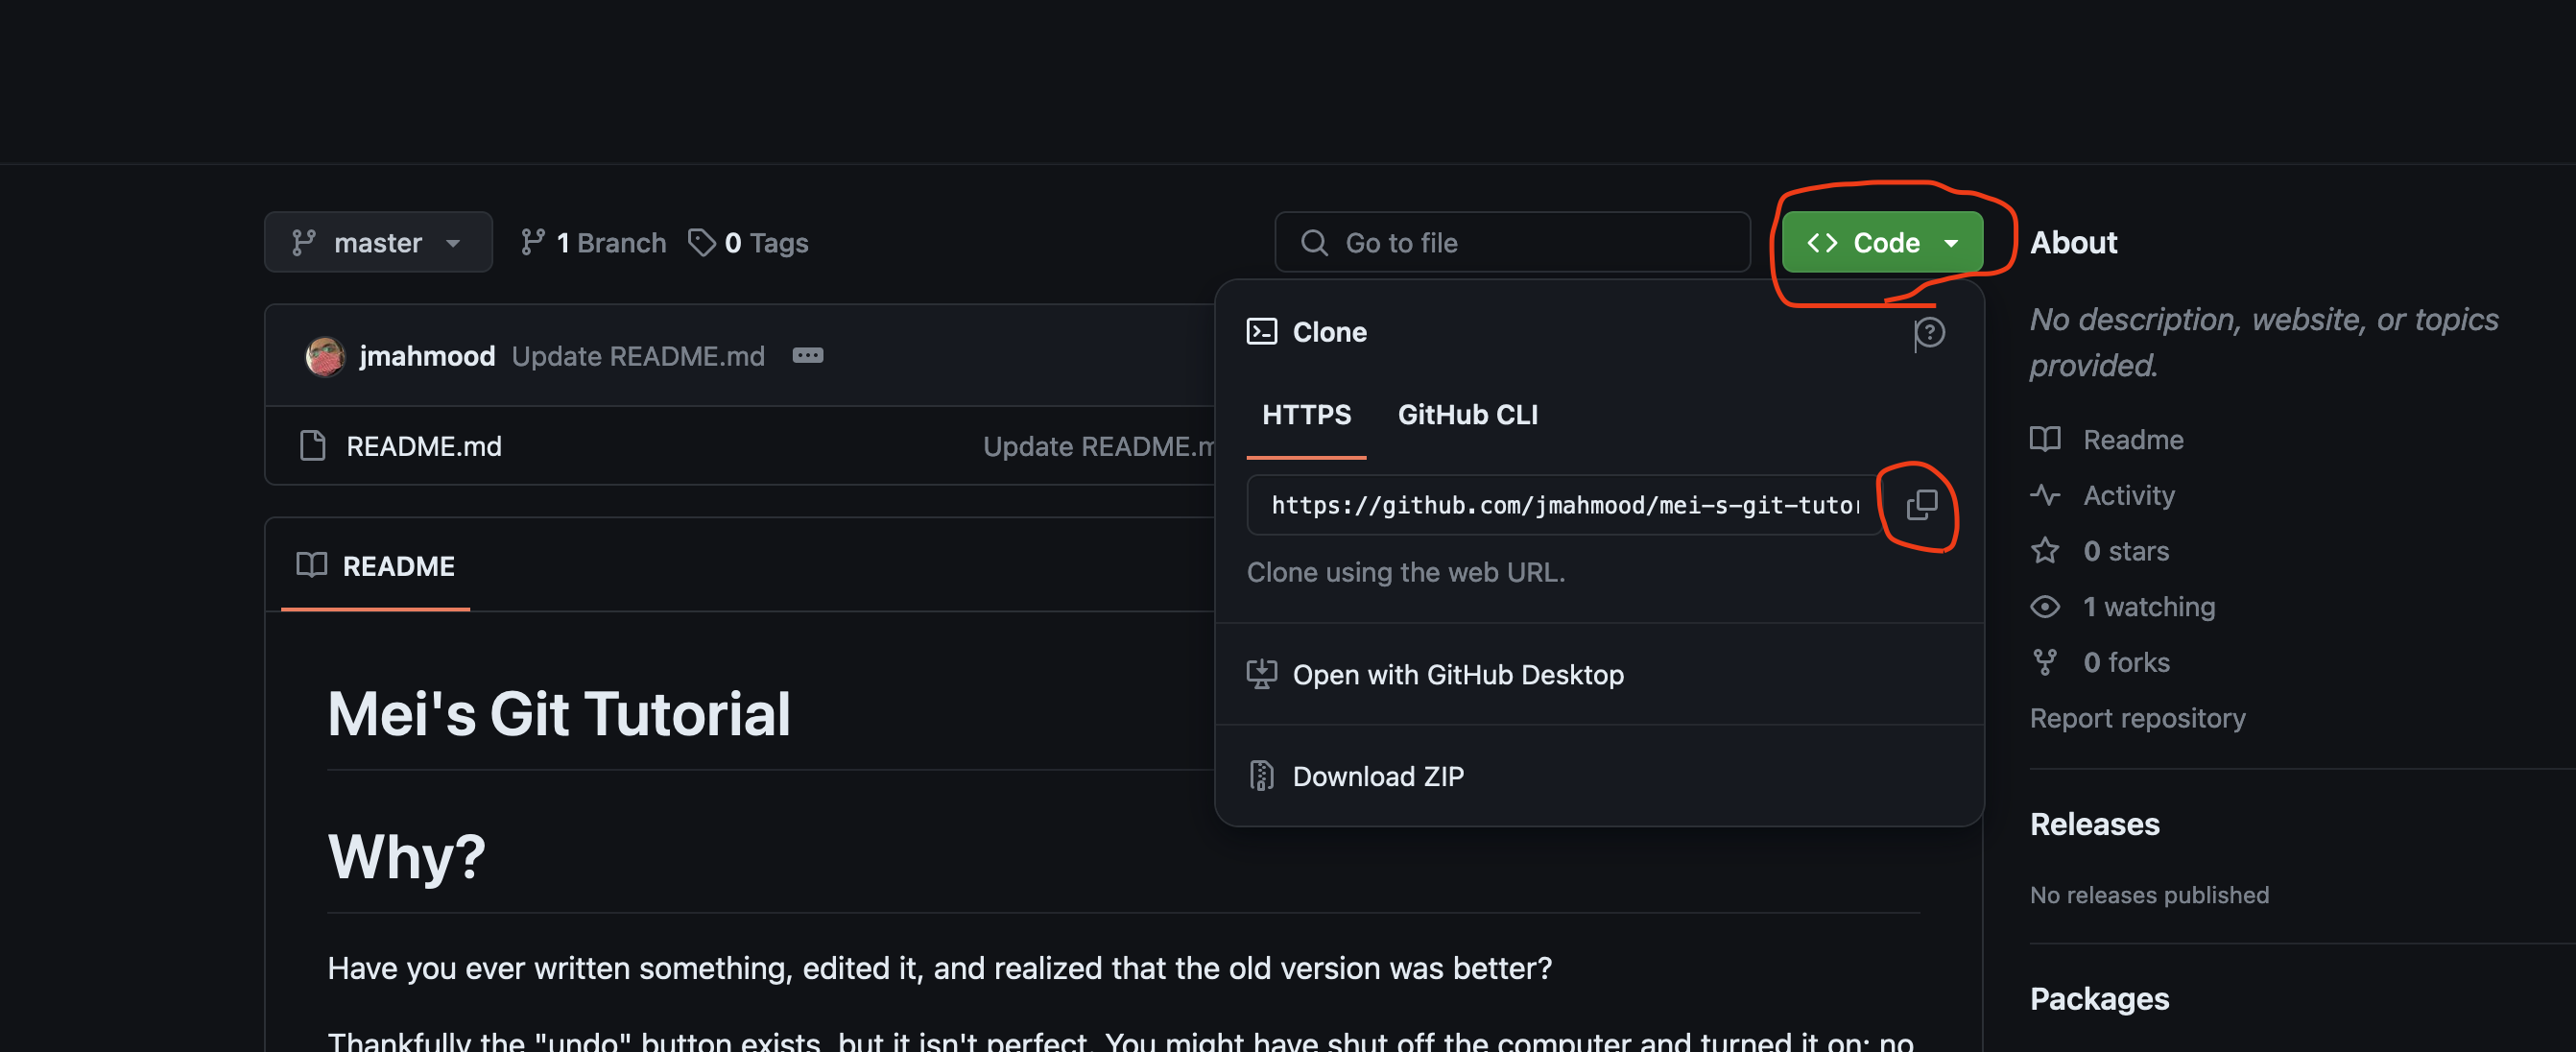 master
1 Branch
0 Tags
Go to file
Code
jmahmood Update README.md
README.md
Update README.m
README
Mei's Git Tutorial
Why?
Have you ever written something, edited it, and realized that the old version was better?
Thankfully the "undo" button exists, but it isn't perfect. You might have shut off the computer and turned it on: no
Clone
HTTPS
GitHub CLI
https://github.com/jmahmood/mei-s-git-tutor
Clone using the web URL.
Open with GitHub Desktop
Download ZIP
About
No description, website, or topics
provided.
Readme
Activity
0 stars
1 watching
0 forks
Report repository
Releases
No releases published
Packages